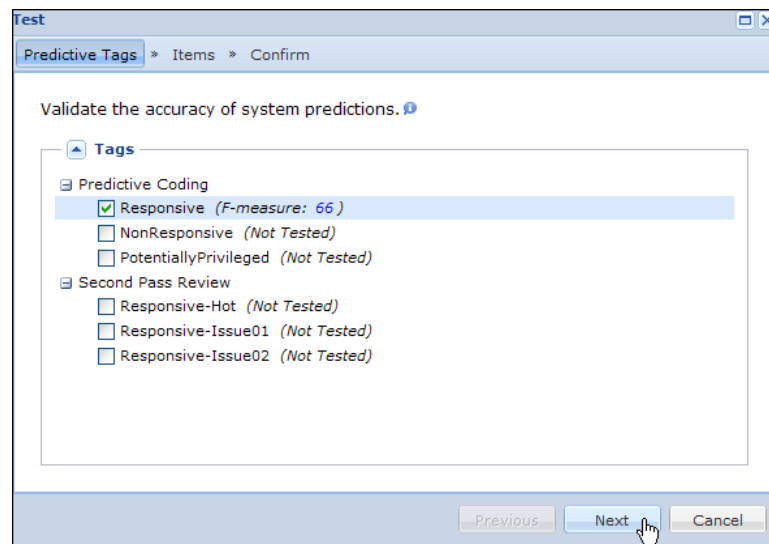 Test
Predictive Tags » Items » Confirm
Validate the accuracy of system predictions.
Tags
Predictive Coding
Responsive (F-measure: 66 )
NonResponsive (Not Tested)
PotentiallyPrivileged (Not Tested)
Second Pass Review
Responsive-Hot (Not Tested)
Responsive-Issue01 (Not Tested)
Responsive-Issue02 (Not Tested)
Previous Next Cancel